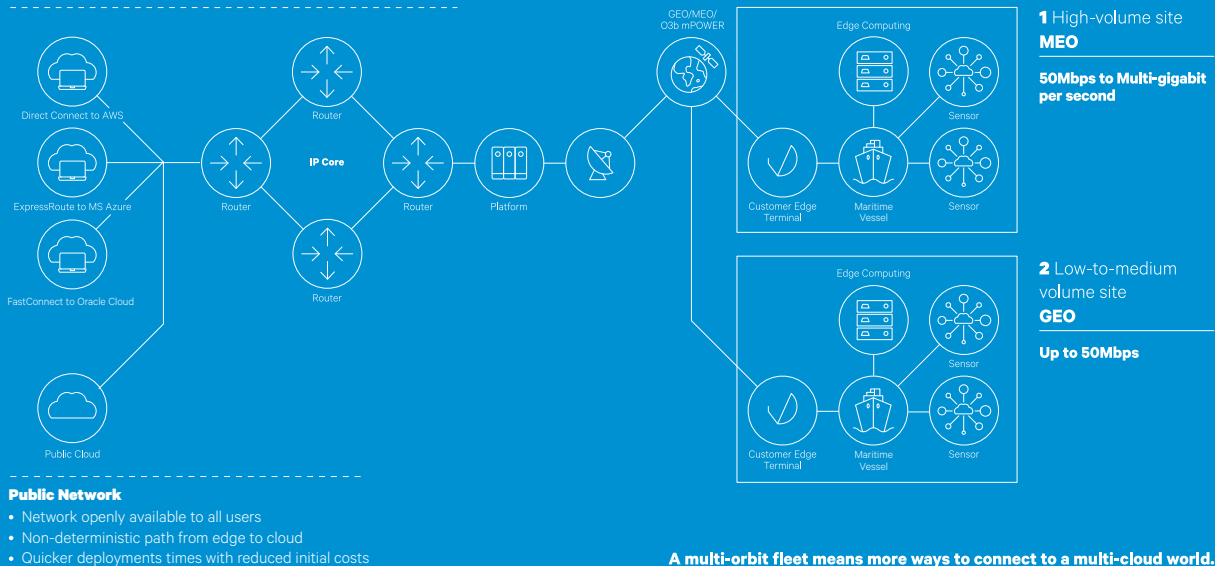 GEO/MEO/
O3b mPOWER
Direct Connect to AWS
ExpressRoute to MS Azure
FastConnect to Oracle Cloud
Public Cloud
Router
Router
IP Core
Router
Router
Platform
Edge Computing
Sensor
Customer Edge
Terminal
Maritime
Vessel
Sensor
1 High-volume site
MEO
50Mbps to Multi-gigabit
per second
Edge Computing
Sensor
Customer Edge
Terminal
Maritime
Vessel
Sensor
2 Low-to-medium
volume site
GEO
Up to 50Mbps
Public Network
• Network openly available to all users
• Non-deterministic path from edge to cloud
• Quicker deployments times with reduced initial costs
A multi-orbit fleet means more ways to connect to a multi-cloud world.